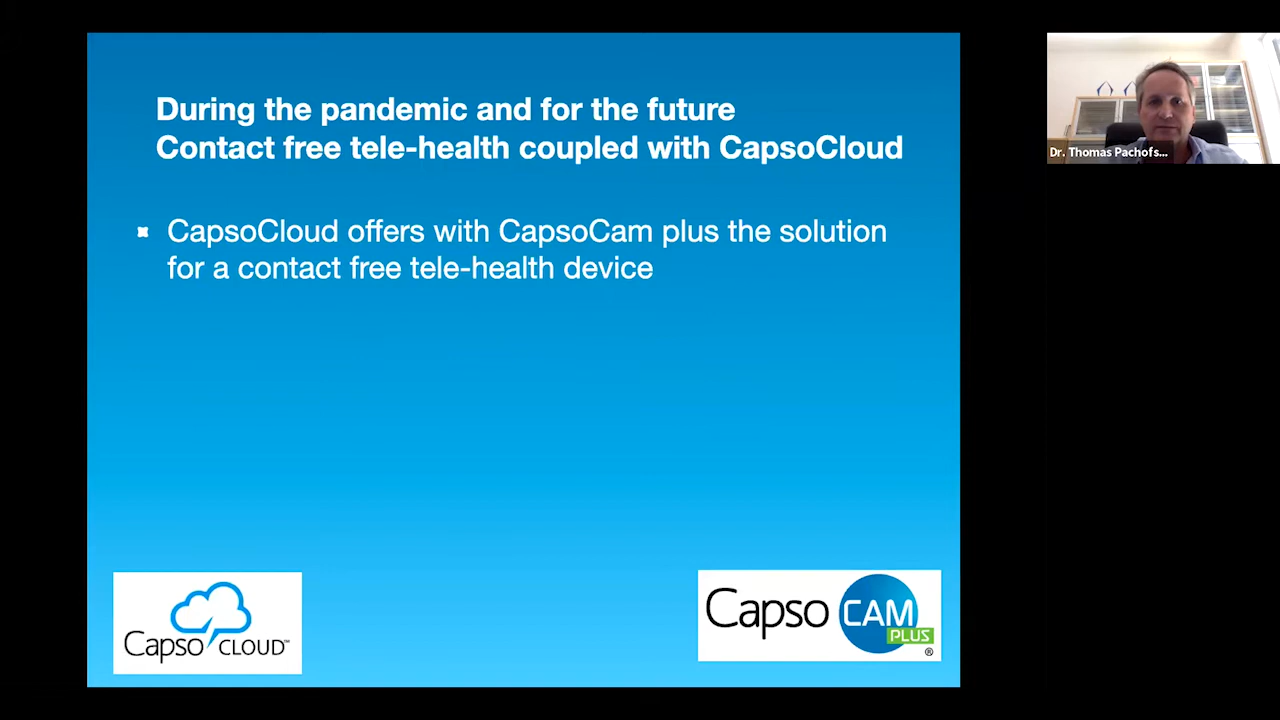 During the pandemic and for the future
Contact free tele-health coupled with CapsoCloud
CapsoCloud offers with CapsoCam plus the solution
for a contact free tele-health device
Dr. Thomas Pachofs...
Capso CLOUD™
Capso CAM
PLUS
®